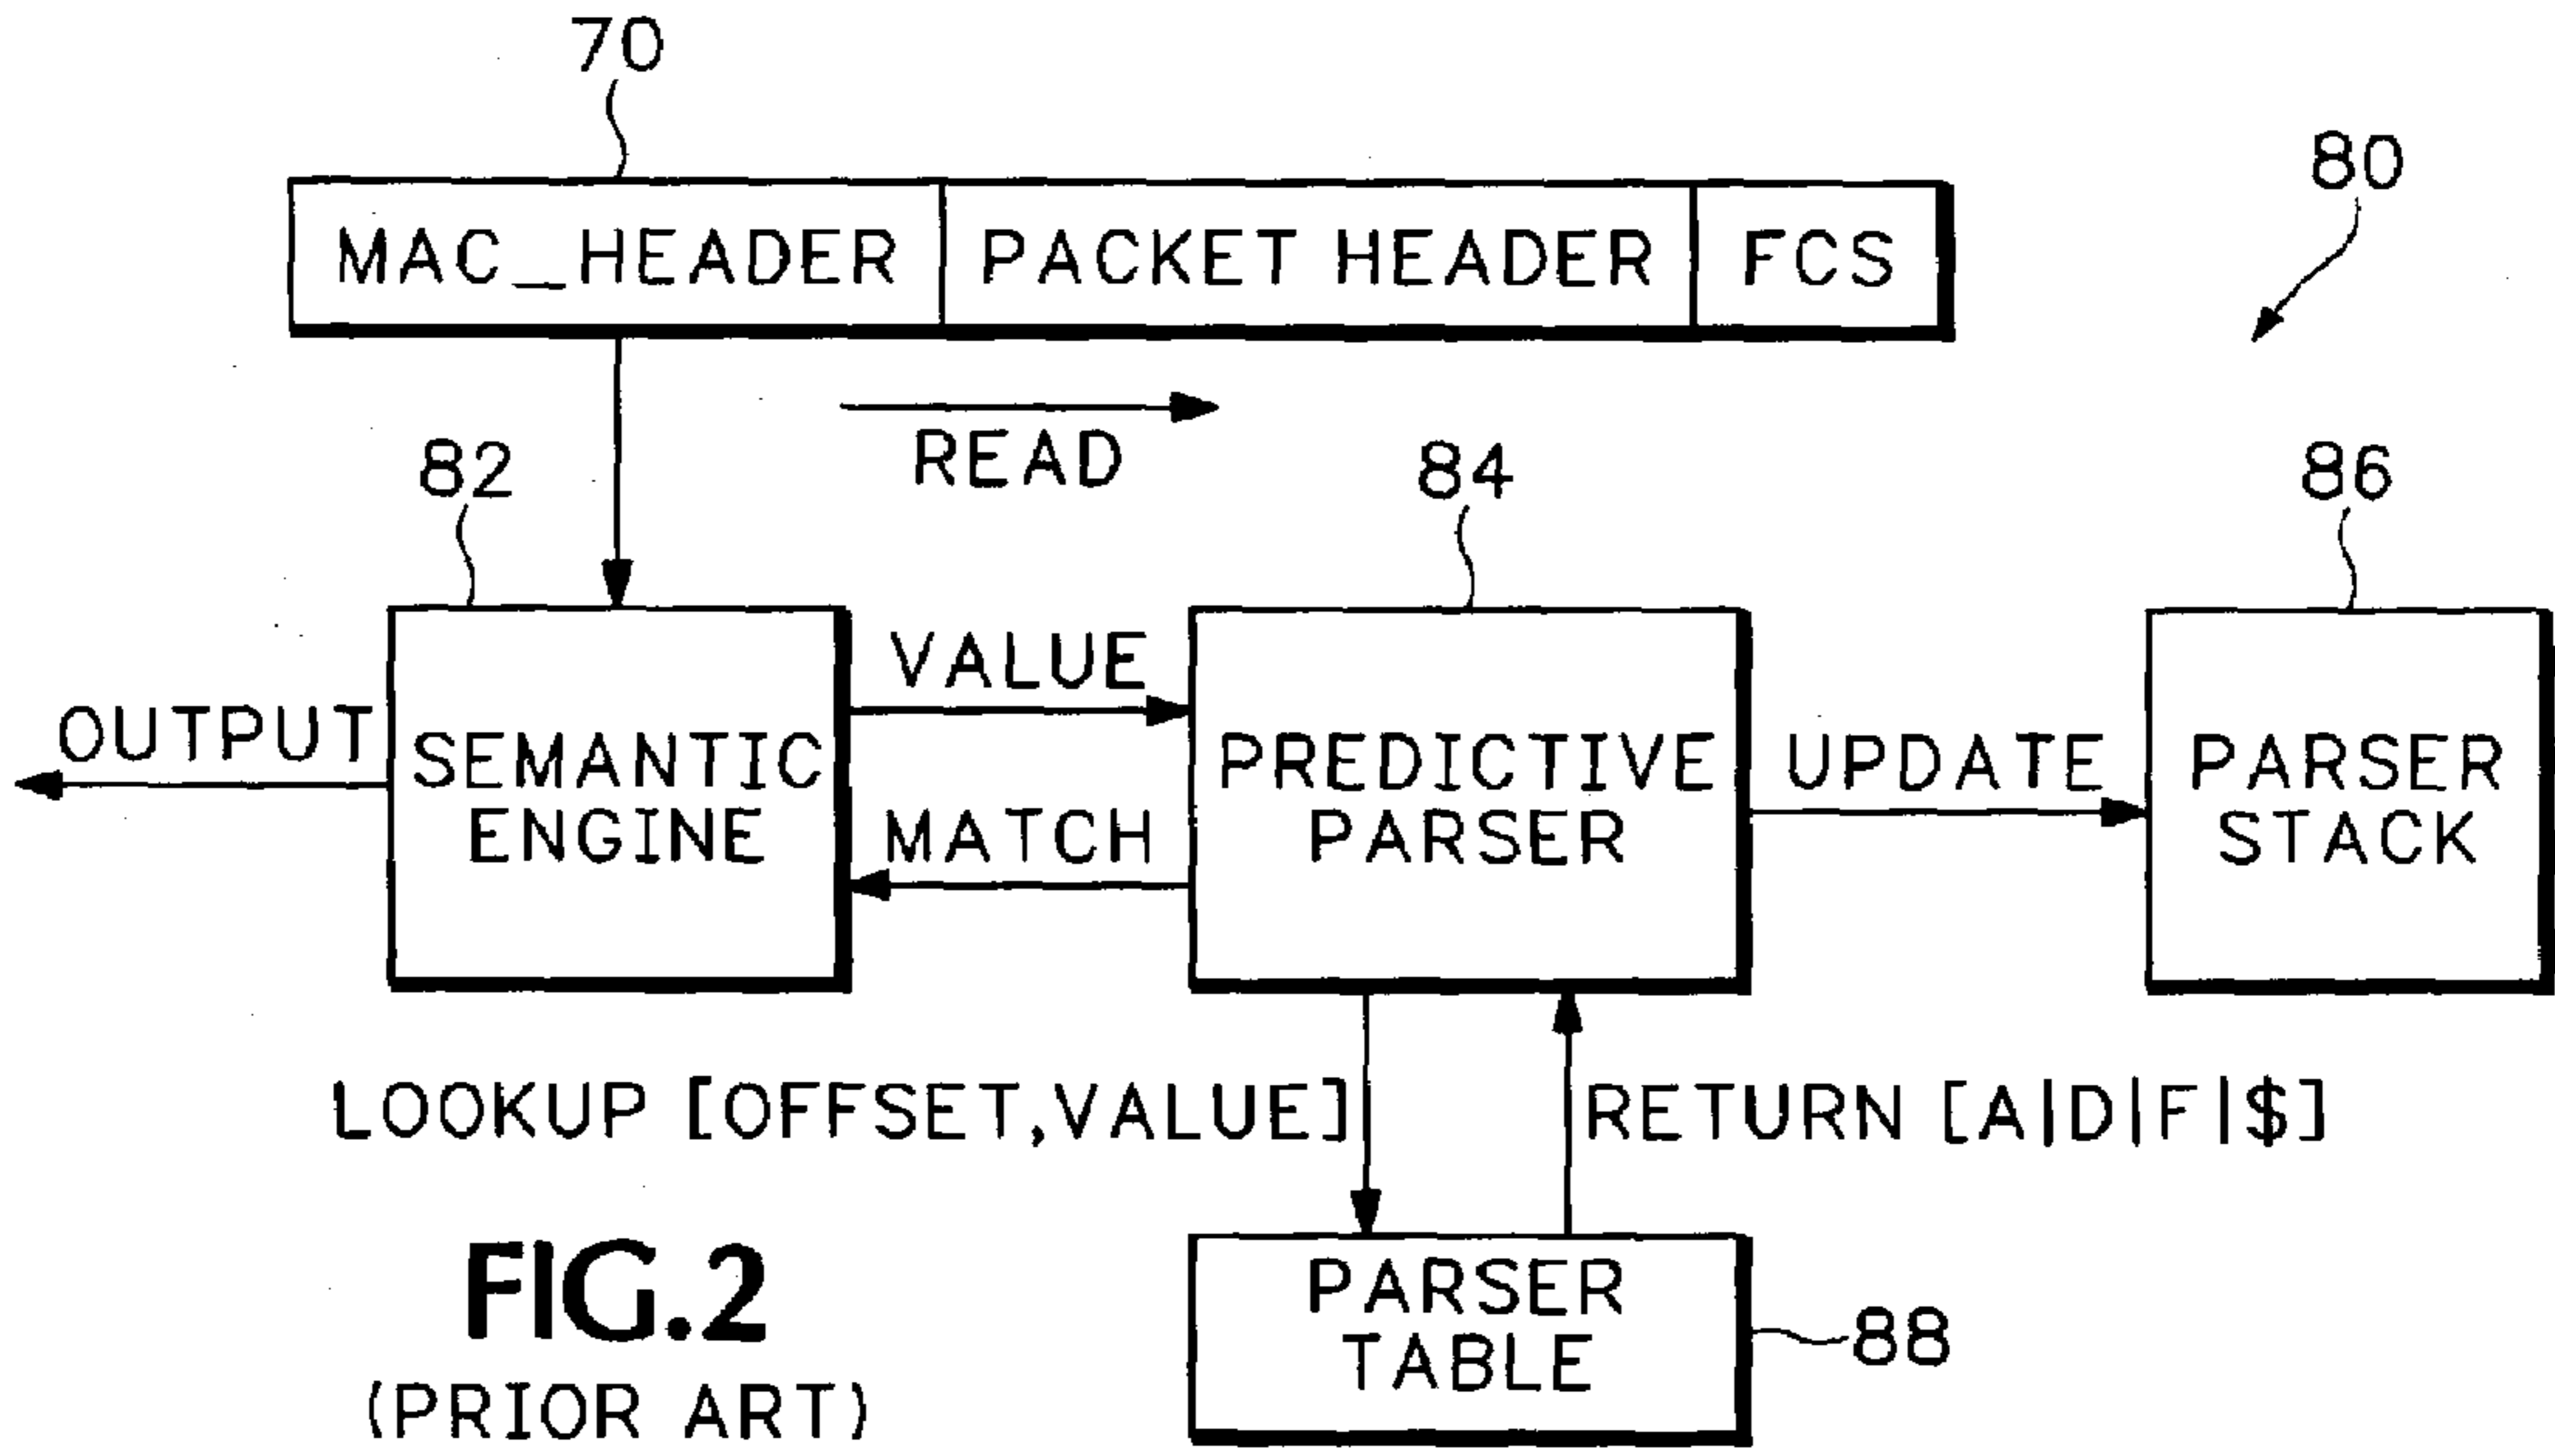 70
80
MAC_HEADER PACKET HEADER FCS
READ
82
84
86
OUTPUT
SEMANTIC
ENGINE
VALUE
MATCH
PREDICTIVE
PARSER
UPDATE
PARSER
STACK
LOOKUP [OFFSET,VALUE]
RETURN [A|D|F|$]
PARSER
TABLE
88
FIG.2
(PRIOR ART)